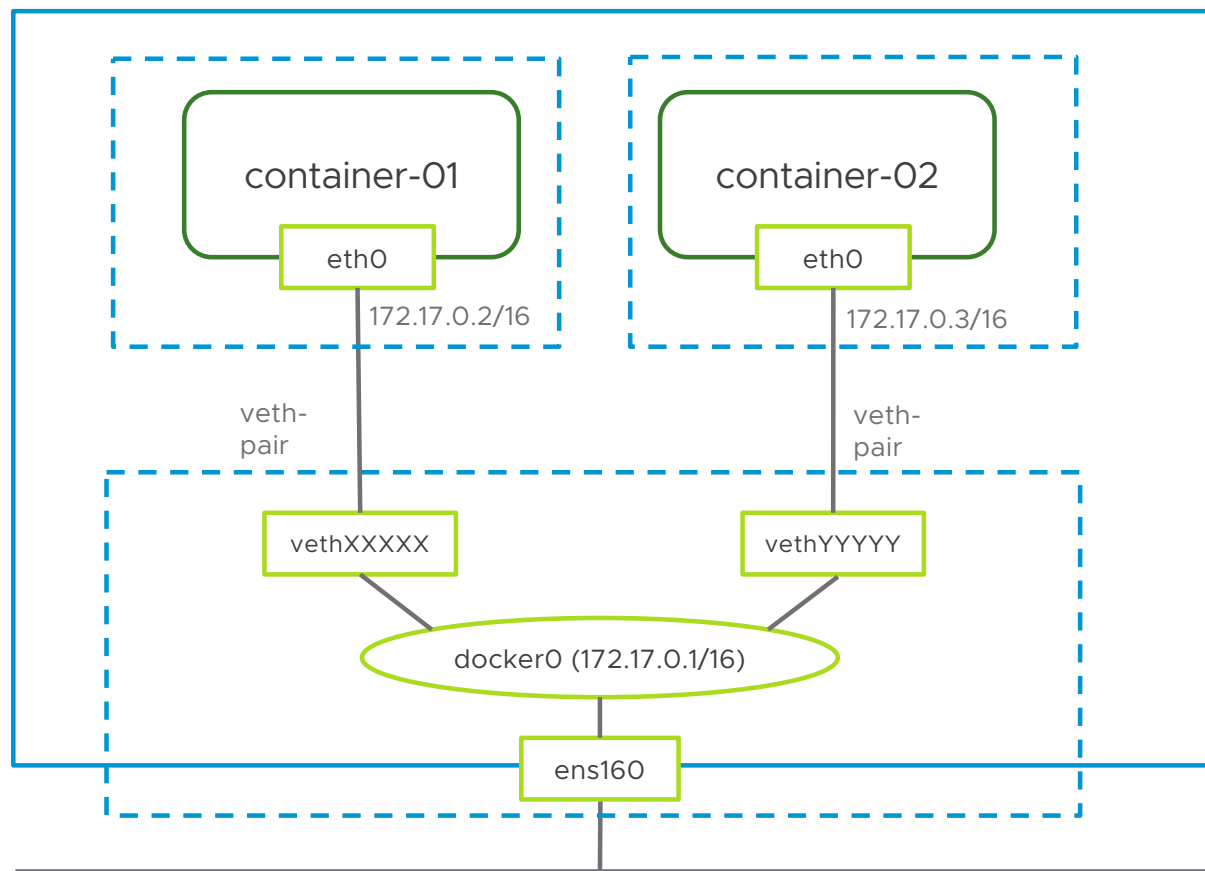 container-01
container-02
eth0
eth0
172.17.0.2/16
172.17.0.3/16
veth-
pair
veth-
pair
vethXXXXX
vethYYYYY
docker0 (172.17.0.1/16)
ens160